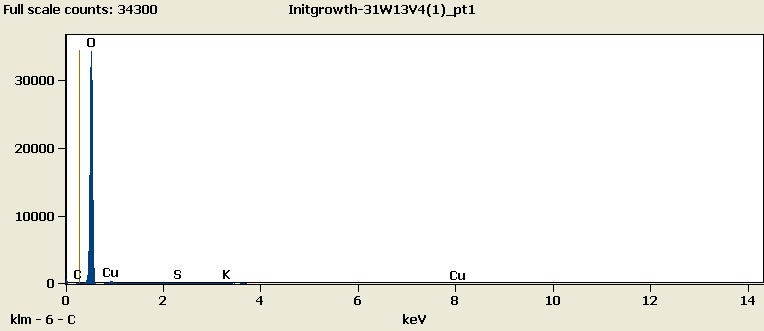 Full scale counts: 34300 Initgrowth-31W13V4(1)_pt1
O
30000
20000
10000
C Cu S K Cu
0
0 2 4 6 8 10 12 14
klm - 6 - C keV